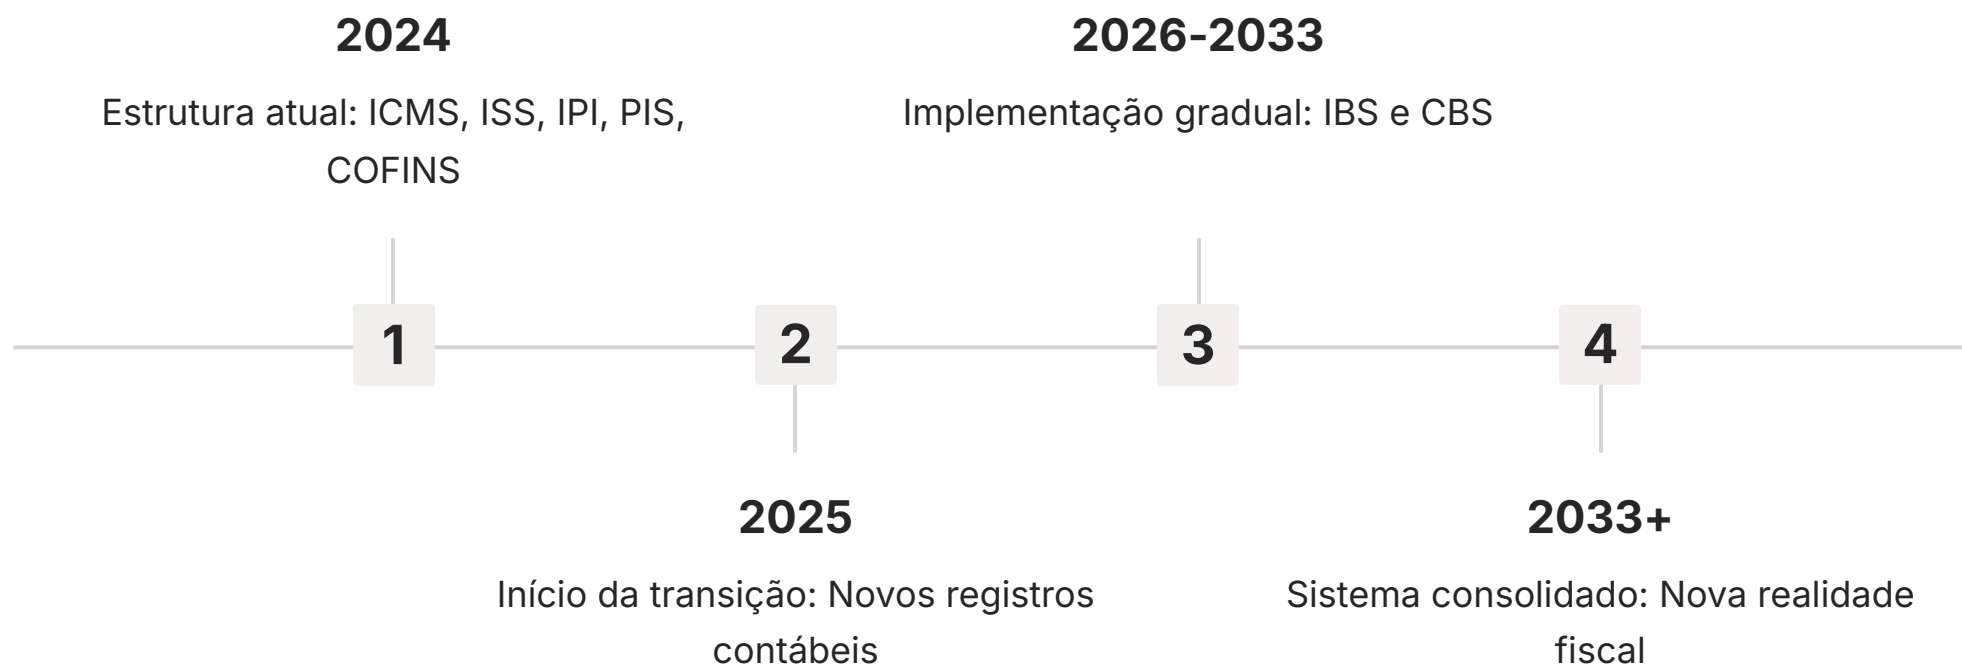 2024
Estrutura atual: ICMS, ISS, IPI, PIS,
COFINS
2026-2033
Implementação gradual: IBS e CBS
1
2
3
4
2025
Início da transição: Novos registros
contábeis
2033+
Sistema consolidado: Nova realidade
fiscal